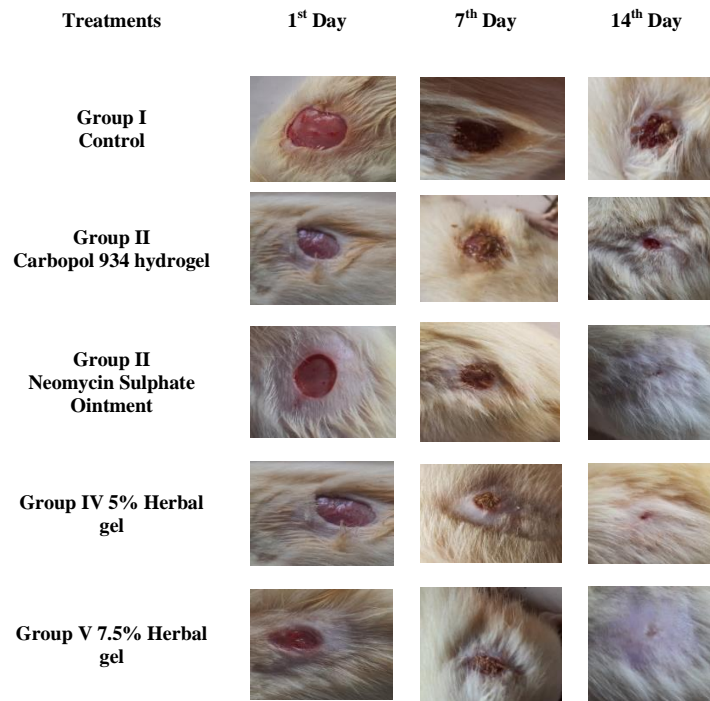 Treatments 1st Day 7th Day 14th Day
Group I
Control
Group II
Carbopol 934 hydrogel
Group II
Neomycin Sulphate
Ointment
Group IV 5% Herbal
gel
Group V 7.5% Herbal
gel